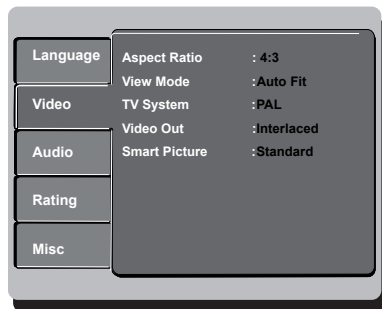 Language
Video
Audio
Rating
Misc
Aspect Ratio : 4:3
View Mode :Auto Fit
TV System :PAL
Video Out :Interlaced
Smart Picture :Standard